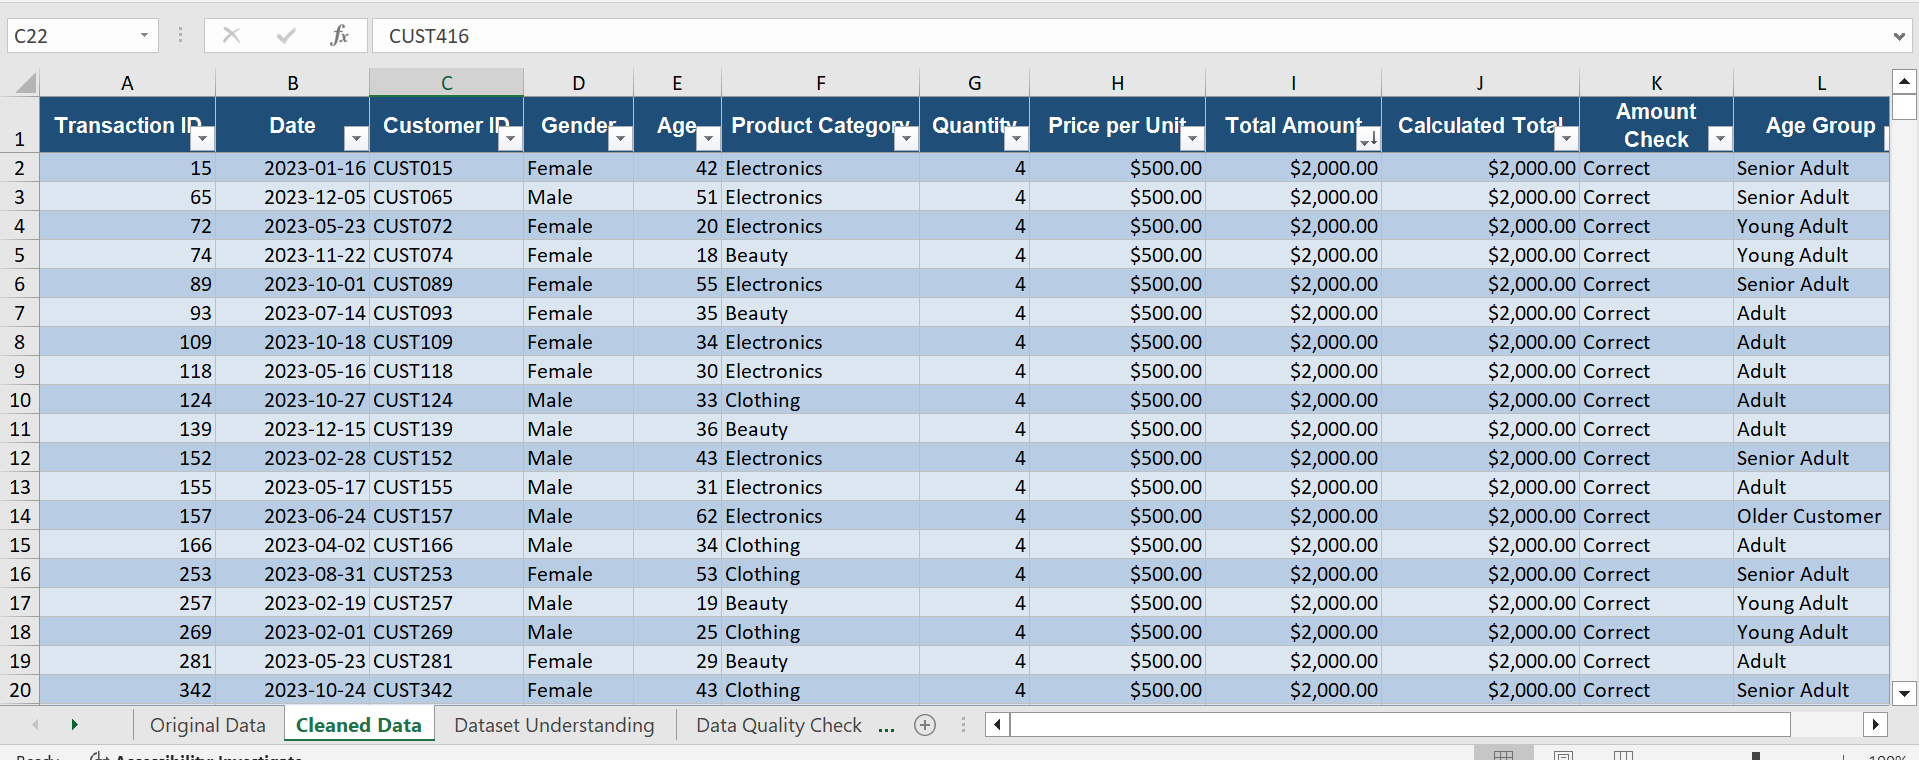 C22 fx CUST416
A B C D E F G H I J K L
1 Transaction ID Date Customer ID Gender Age Product Category Quantity Price per Unit Total Amount Calculated Total Amount Check Age Group
2 15 2023-01-16 CUST015 Female 42 Electronics 4 $500.00 $2,000.00 $2,000.00 Correct Senior Adult
3 65 2023-12-05 CUST065 Male 51 Electronics 4 $500.00 $2,000.00 $2,000.00 Correct Senior Adult
4 72 2023-05-23 CUST072 Female 20 Electronics 4 $500.00 $2,000.00 $2,000.00 Correct Young Adult
5 74 2023-11-22 CUST074 Female 18 Beauty 4 $500.00 $2,000.00 $2,000.00 Correct Young Adult
6 89 2023-10-01 CUST089 Female 55 Electronics 4 $500.00 $2,000.00 $2,000.00 Correct Senior Adult
7 93 2023-07-14 CUST093 Female 35 Beauty 4 $500.00 $2,000.00 $2,000.00 Correct Adult
8 109 2023-10-18 CUST109 Female 34 Electronics 4 $500.00 $2,000.00 $2,000.00 Correct Adult
9 118 2023-05-16 CUST118 Female 30 Electronics 4 $500.00 $2,000.00 $2,000.00 Correct Adult
10 124 2023-10-27 CUST124 Male 33 Clothing 4 $500.00 $2,000.00 $2,000.00 Correct Adult
11 139 2023-12-15 CUST139 Male 36 Beauty 4 $500.00 $2,000.00 $2,000.00 Correct Adult
12 152 2023-02-28 CUST152 Male 43 Electronics 4 $500.00 $2,000.00 $2,000.00 Correct Senior Adult
13 155 2023-05-17 CUST155 Male 31 Electronics 4 $500.00 $2,000.00 $2,000.00 Correct Adult
14 157 2023-06-24 CUST157 Male 62 Electronics 4 $500.00 $2,000.00 $2,000.00 Correct Older Customer
15 166 2023-04-02 CUST166 Male 34 Clothing 4 $500.00 $2,000.00 $2,000.00 Correct Adult
16 253 2023-08-31 CUST253 Female 53 Clothing 4 $500.00 $2,000.00 $2,000.00 Correct Senior Adult
17 257 2023-02-19 CUST257 Male 19 Beauty 4 $500.00 $2,000.00 $2,000.00 Correct Young Adult
18 269 2023-02-01 CUST269 Male 25 Clothing 4 $500.00 $2,000.00 $2,000.00 Correct Young Adult
19 281 2023-05-23 CUST281 Female 29 Beauty 4 $500.00 $2,000.00 $2,000.00 Correct Adult
20 342 2023-10-24 CUST342 Female 43 Clothing 4 $500.00 $2,000.00 $2,000.00 Correct Senior Adult
Original Data Cleaned Data Dataset Understanding Data Quality Check ...